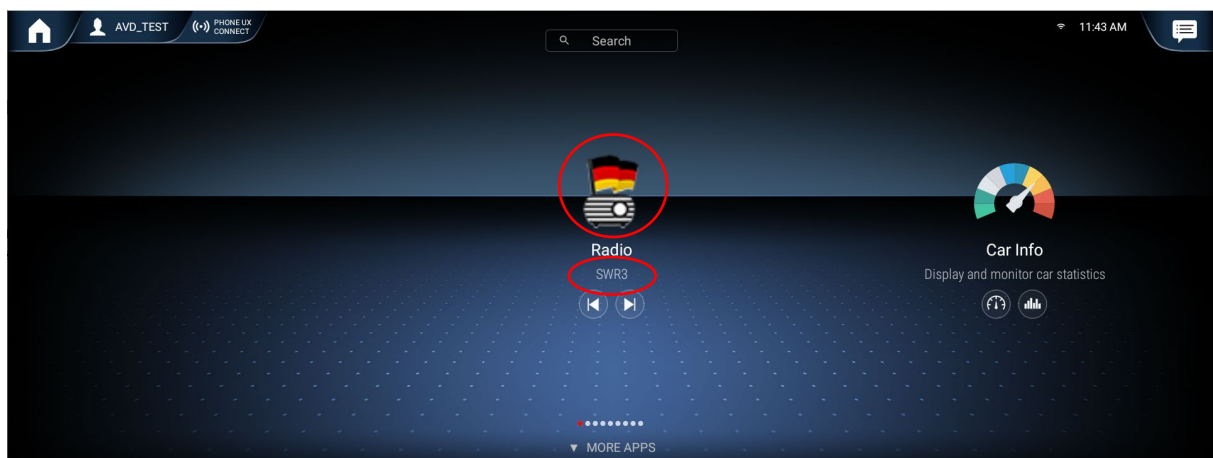 AVD_TEST
PHONE UX
CONNECT
Search
11:43 AM
Radio
SWR3
Car Info
Display and monitor car statistics
▼ MORE APPS